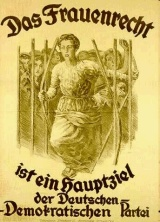 Das Frauenrecht
ist ein Hauptziel
der Deutschen
-Demokratischen Partei